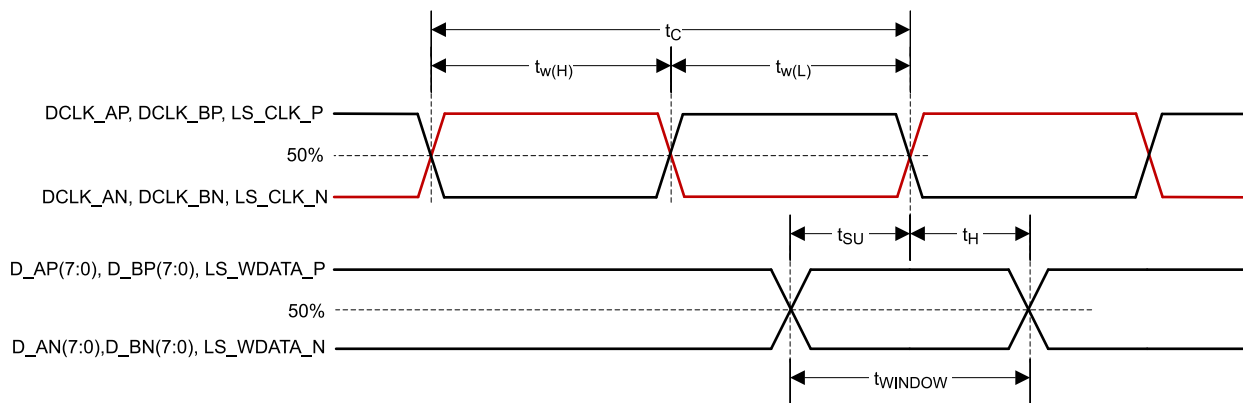 tC
tw(H)
tw(L)
DCLK_AP, DCLK_BP, LS_CLK_P
50%
DCLK_AN, DCLK_BN, LS_CLK_N
tSU
tH
D_AP(7:0), D_BP(7:0), LS_WDATA_P
50%
D_AN(7:0),D_BN(7:0), LS_WDATA_N
tWINDOW